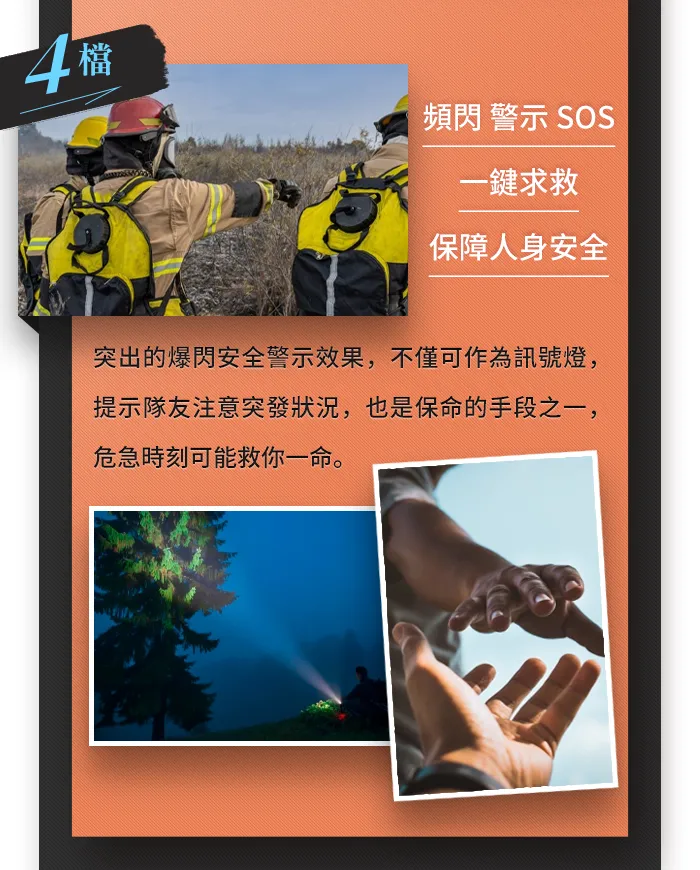 4檔
頻閃 警示 SOS
一鍵求救
保障人身安全
突出的爆閃安全警示效果，不僅可作為訊號燈，
提示隊友注意突發狀況，也是保命的手段之一，
危急時刻可能救你一命。